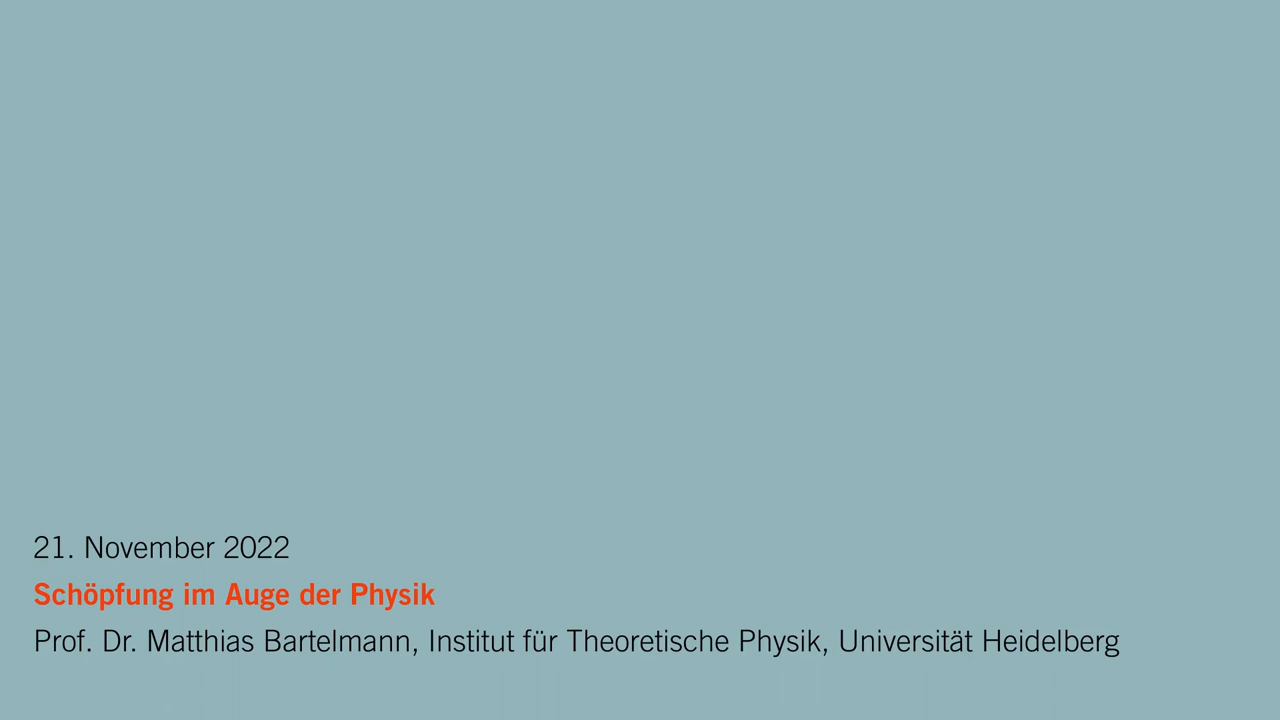 21. November 2022
Schöpfung im Auge der Physik
Prof. Dr. Matthias Bartelmann, Institut für Theoretische Physik, Universität Heidelberg